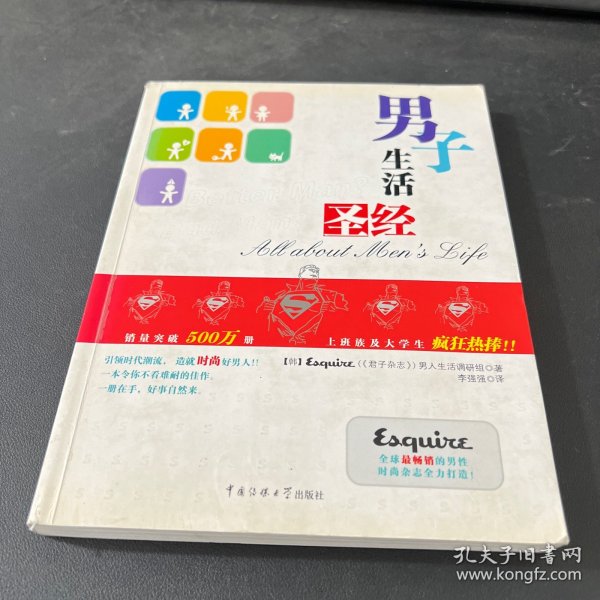 男子
生活
圣经
All about Men's Life
销量突破500万册
上班族及大学生 疯狂热捧!!
引领时代潮流，造就时尚好男人!!
一本令你不看难耐的佳作。
一册在手，好事自然来。
【韩】Esquire(《君子杂志》)男人生活调研组◎著
李强强◎译
Esquire
全球最畅销的男性
时尚杂志全力打造!
中国传媒大学出版社
孔夫子旧书网
www.kongfz.com